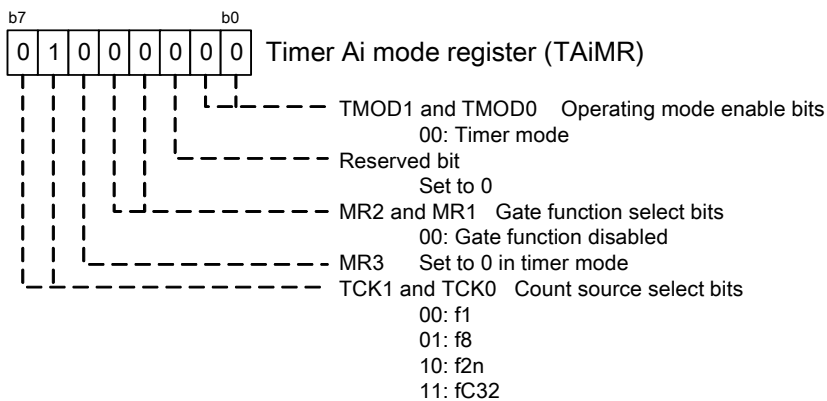 b7 b0
0 1 0 0 0 0 0 0 Timer Ai mode register (TAiMR)
TMOD1 and TMOD0 Operating mode enable bits
00: Timer mode
Reserved bit
Set to 0
MR2 and MR1 Gate function select bits
00: Gate function disabled
MR3 Set to 0 in timer mode
TCK1 and TCK0 Count source select bits
00: f1
01: f8
10: f2n
11: fC32